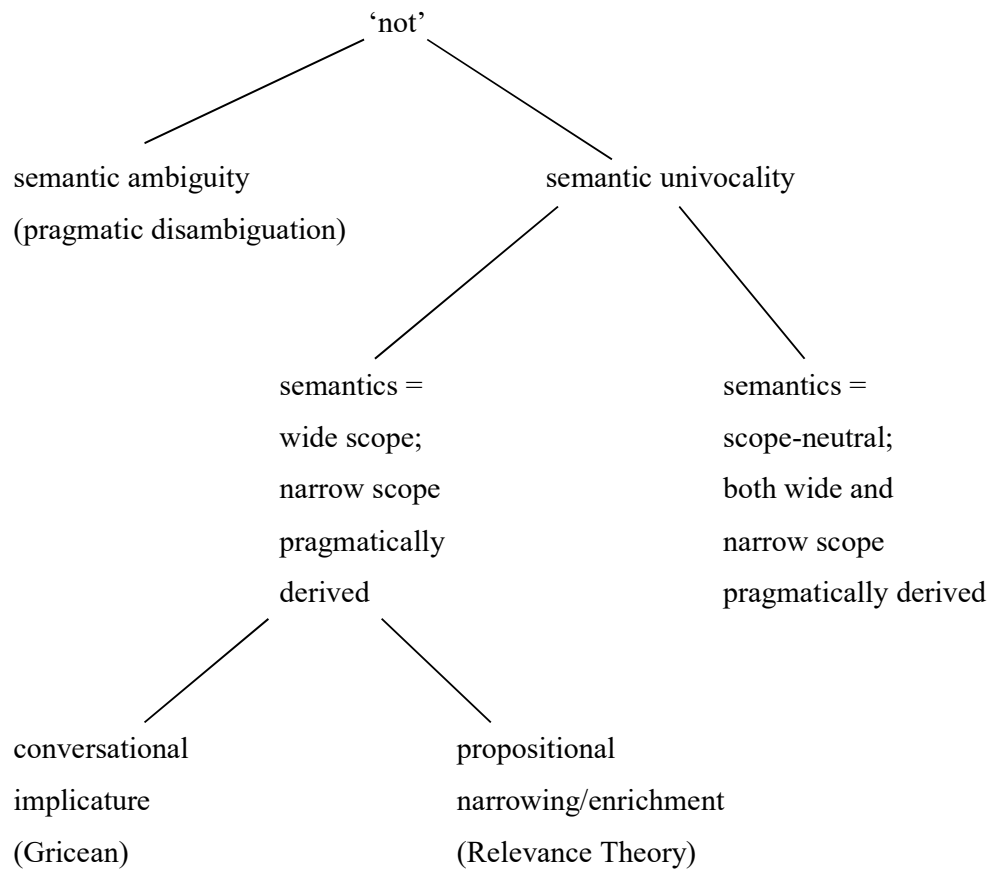 ‘not’
semantic ambiguity
(pragmatic disambiguation)
semantic univocality
semantics =
wide scope;
narrow scope
pragmatically
derived
semantics =
scope-neutral;
both wide and
narrow scope
pragmatically derived
conversational
implicature
(Gricean)
propositional
narrowing/enrichment
(Relevance Theory)